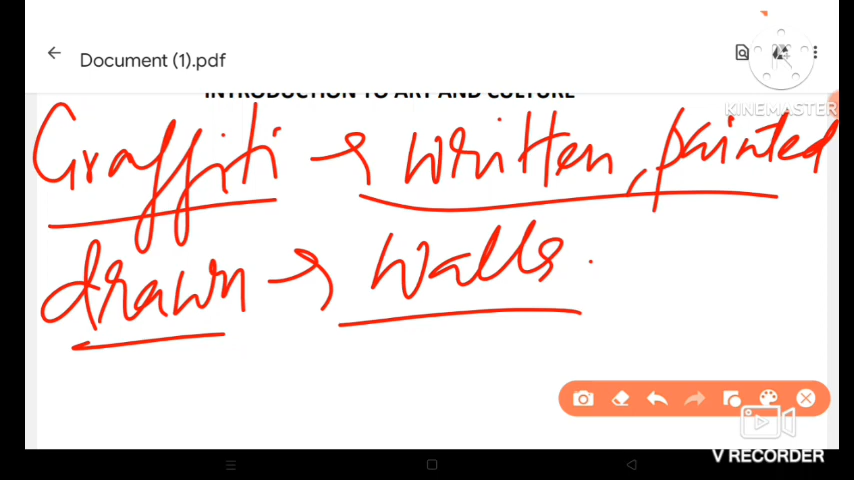 Document (1).pdf
KINEMASTER
INTRODUCTION TO ART AND CULTURE
Graffiti → written, painted
drawn → walls.
V RECORDER